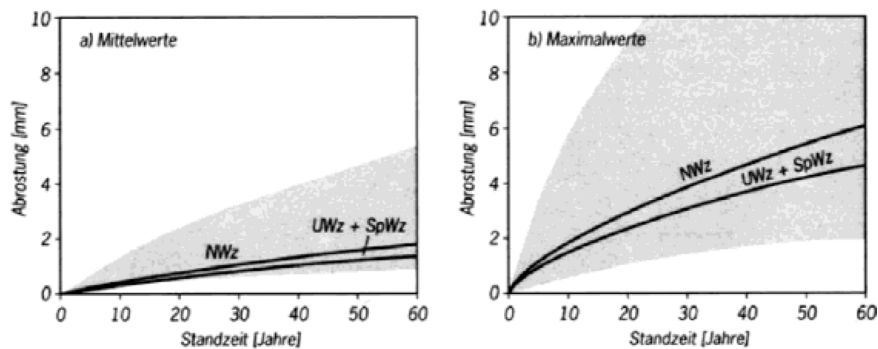 a) Mittelwerte
Abrostung [mm]
10
8
6
4
2
0
NWz
UWz + SpWz
0 10 20 30 40 50 60
Standzeit [Jahre]
b) Maximalwerte
Abrostung [mm]
10
8
6
4
2
0
NWz
UWz + SpWz
0 10 20 30 40 50 60
Standzeit [Jahre]